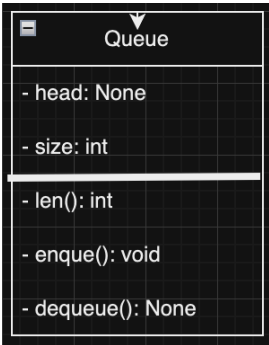 Queue
- head: None
- size: int
- len(): int
- enque(): void
- dequeue(): None